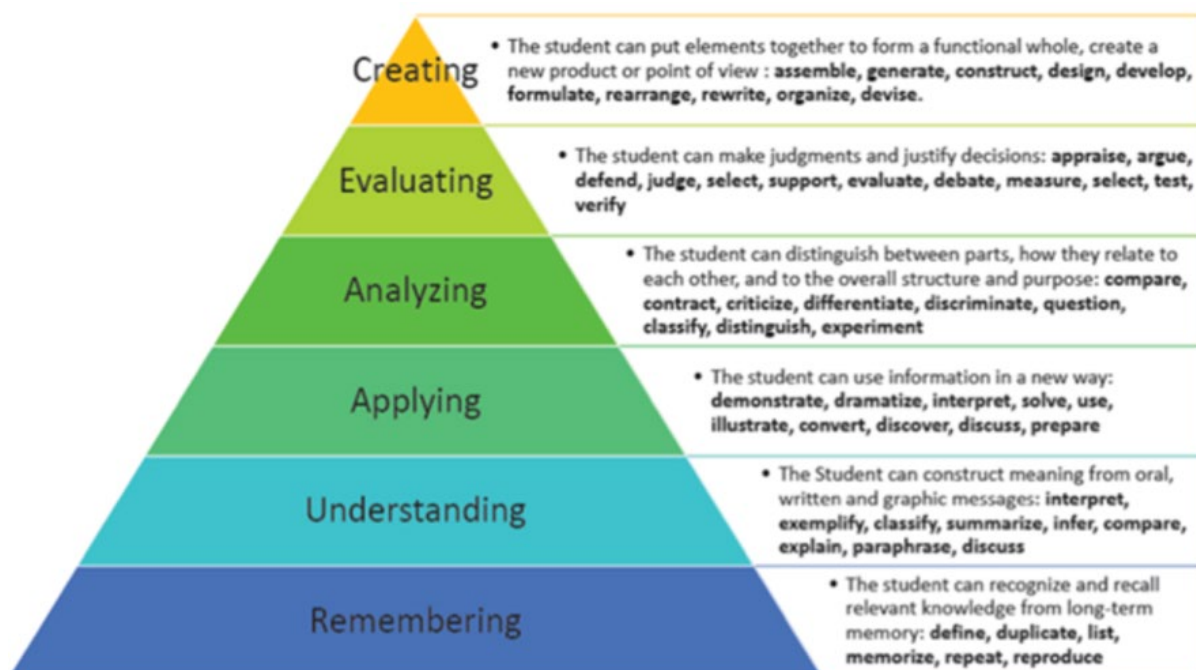 Creating
• The student can put elements together to form a functional whole, create a
new product or point of view : assemble, generate, construct, design, develop,
formulate, rearrange, rewrite, organize, devise.
Evaluating
• The student can make judgments and justify decisions: appraise, argue,
defend, judge, select, support, evaluate, debate, measure, select, test,
verify
Analyzing
• The student can distinguish between parts, how they relate to
each other, and to the overall structure and purpose: compare,
contract, criticize, differentiate, discriminate, question,
classify, distinguish, experiment
Applying
• The student can use information in a new way:
demonstrate, dramatize, interpret, solve, use,
illustrate, convert, discover, discuss, prepare
Understanding
• The Student can construct meaning from oral,
written and graphic messages: interpret,
exemplify, classify, summarize, infer, compare,
explain, paraphrase, discuss
Remembering
• The student can recognize and recall
relevant knowledge from long-term
memory: define, duplicate, list,
memorize, repeat, reproduce